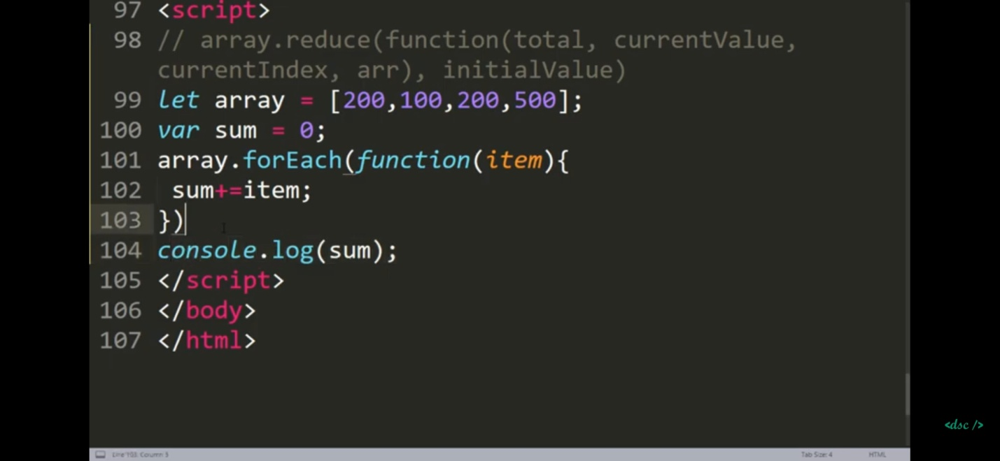 97 <script>
98 // array.reduce(function(total, currentValue,
currentIndex, arr), initialValue)
99 let array = [200,100,200,500];
100 var sum = 0;
101 array.forEach(function(item){
102 sum+=item;
103 })
104 console.log(sum);
105 </script>
106 </body>
107 </html>
<dsc />
Line 103: Column 3 Tab Size: 4 HTML